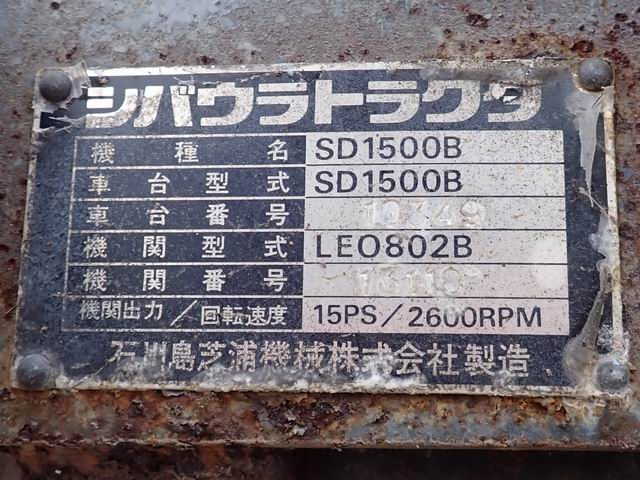 シバウラトラクタ
機種名 SD1500B
車台型式 SD1500B
車台番号
機関型式 LEO802B
機関番号
機関出力/回転速度 15PS/2600RPM
石川島芝浦機械株式会社製造